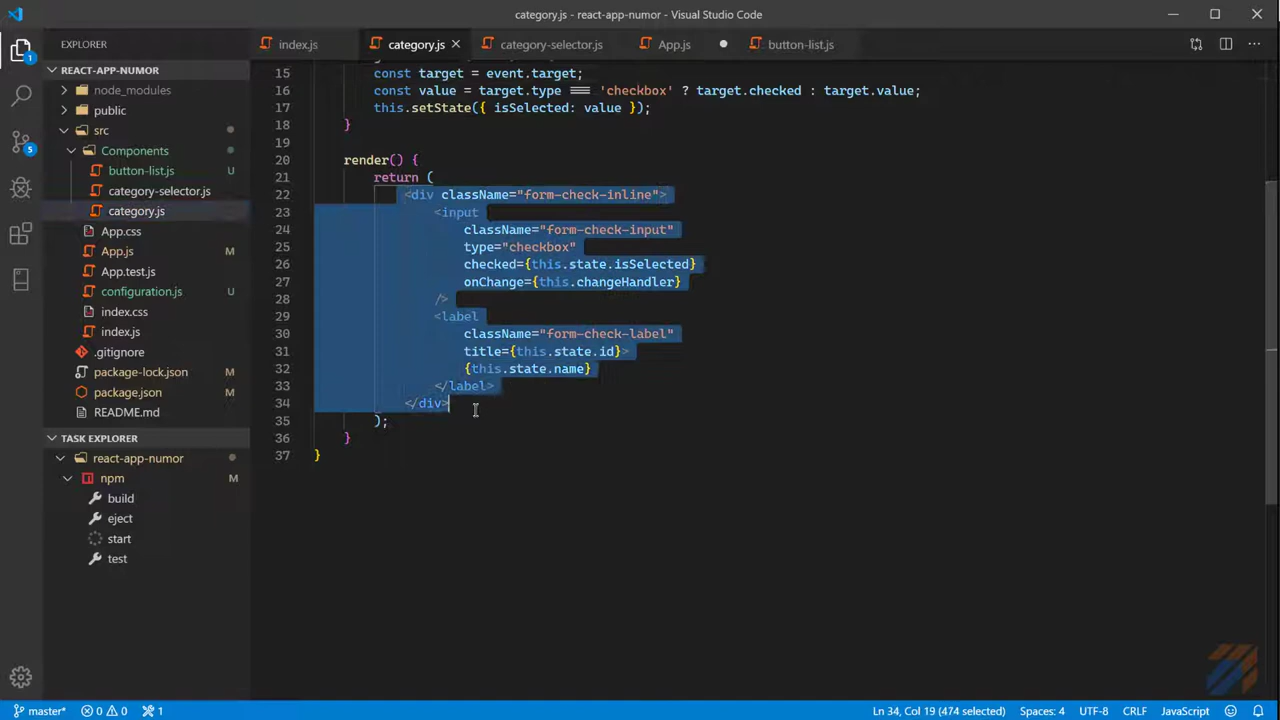 category.js - react-app-numor - Visual Studio Code
EXPLORER
index.js
category.js
category-selector.js
App.js
button-list.js
REACT-APP-NUMOR
node_modules
public
src
Components
button-list.js U
category-selector.js
category.js
App.css
App.js M
App.test.js
configuration.js U
index.css
index.js
.gitignore
package-lock.json M
package.json M
README.md
TASK EXPLORER
react-app-numor
npm M
build
eject
start
test
1
5
15 const target = event.target;
16 const value = target.type === 'checkbox' ? target.checked : target.value;
17 this.setState({ isSelected: value });
18 }
19
20 render() {
21 return (
22 <div className="form-check-inline">
23 <input
24 className="form-check-input"
25 type="checkbox"
26 checked={this.state.isSelected}
27 onChange={this.changeHandler}
28 />
29 <label
30 className="form-check-label"
31 title={this.state.id}>
32 {this.state.name}
33 </label>
34 </div>
35 );
36 }
37 }
master* 0 0 1
Ln 34, Col 19 (474 selected) Spaces: 4 UTF-8 CRLF JavaScript